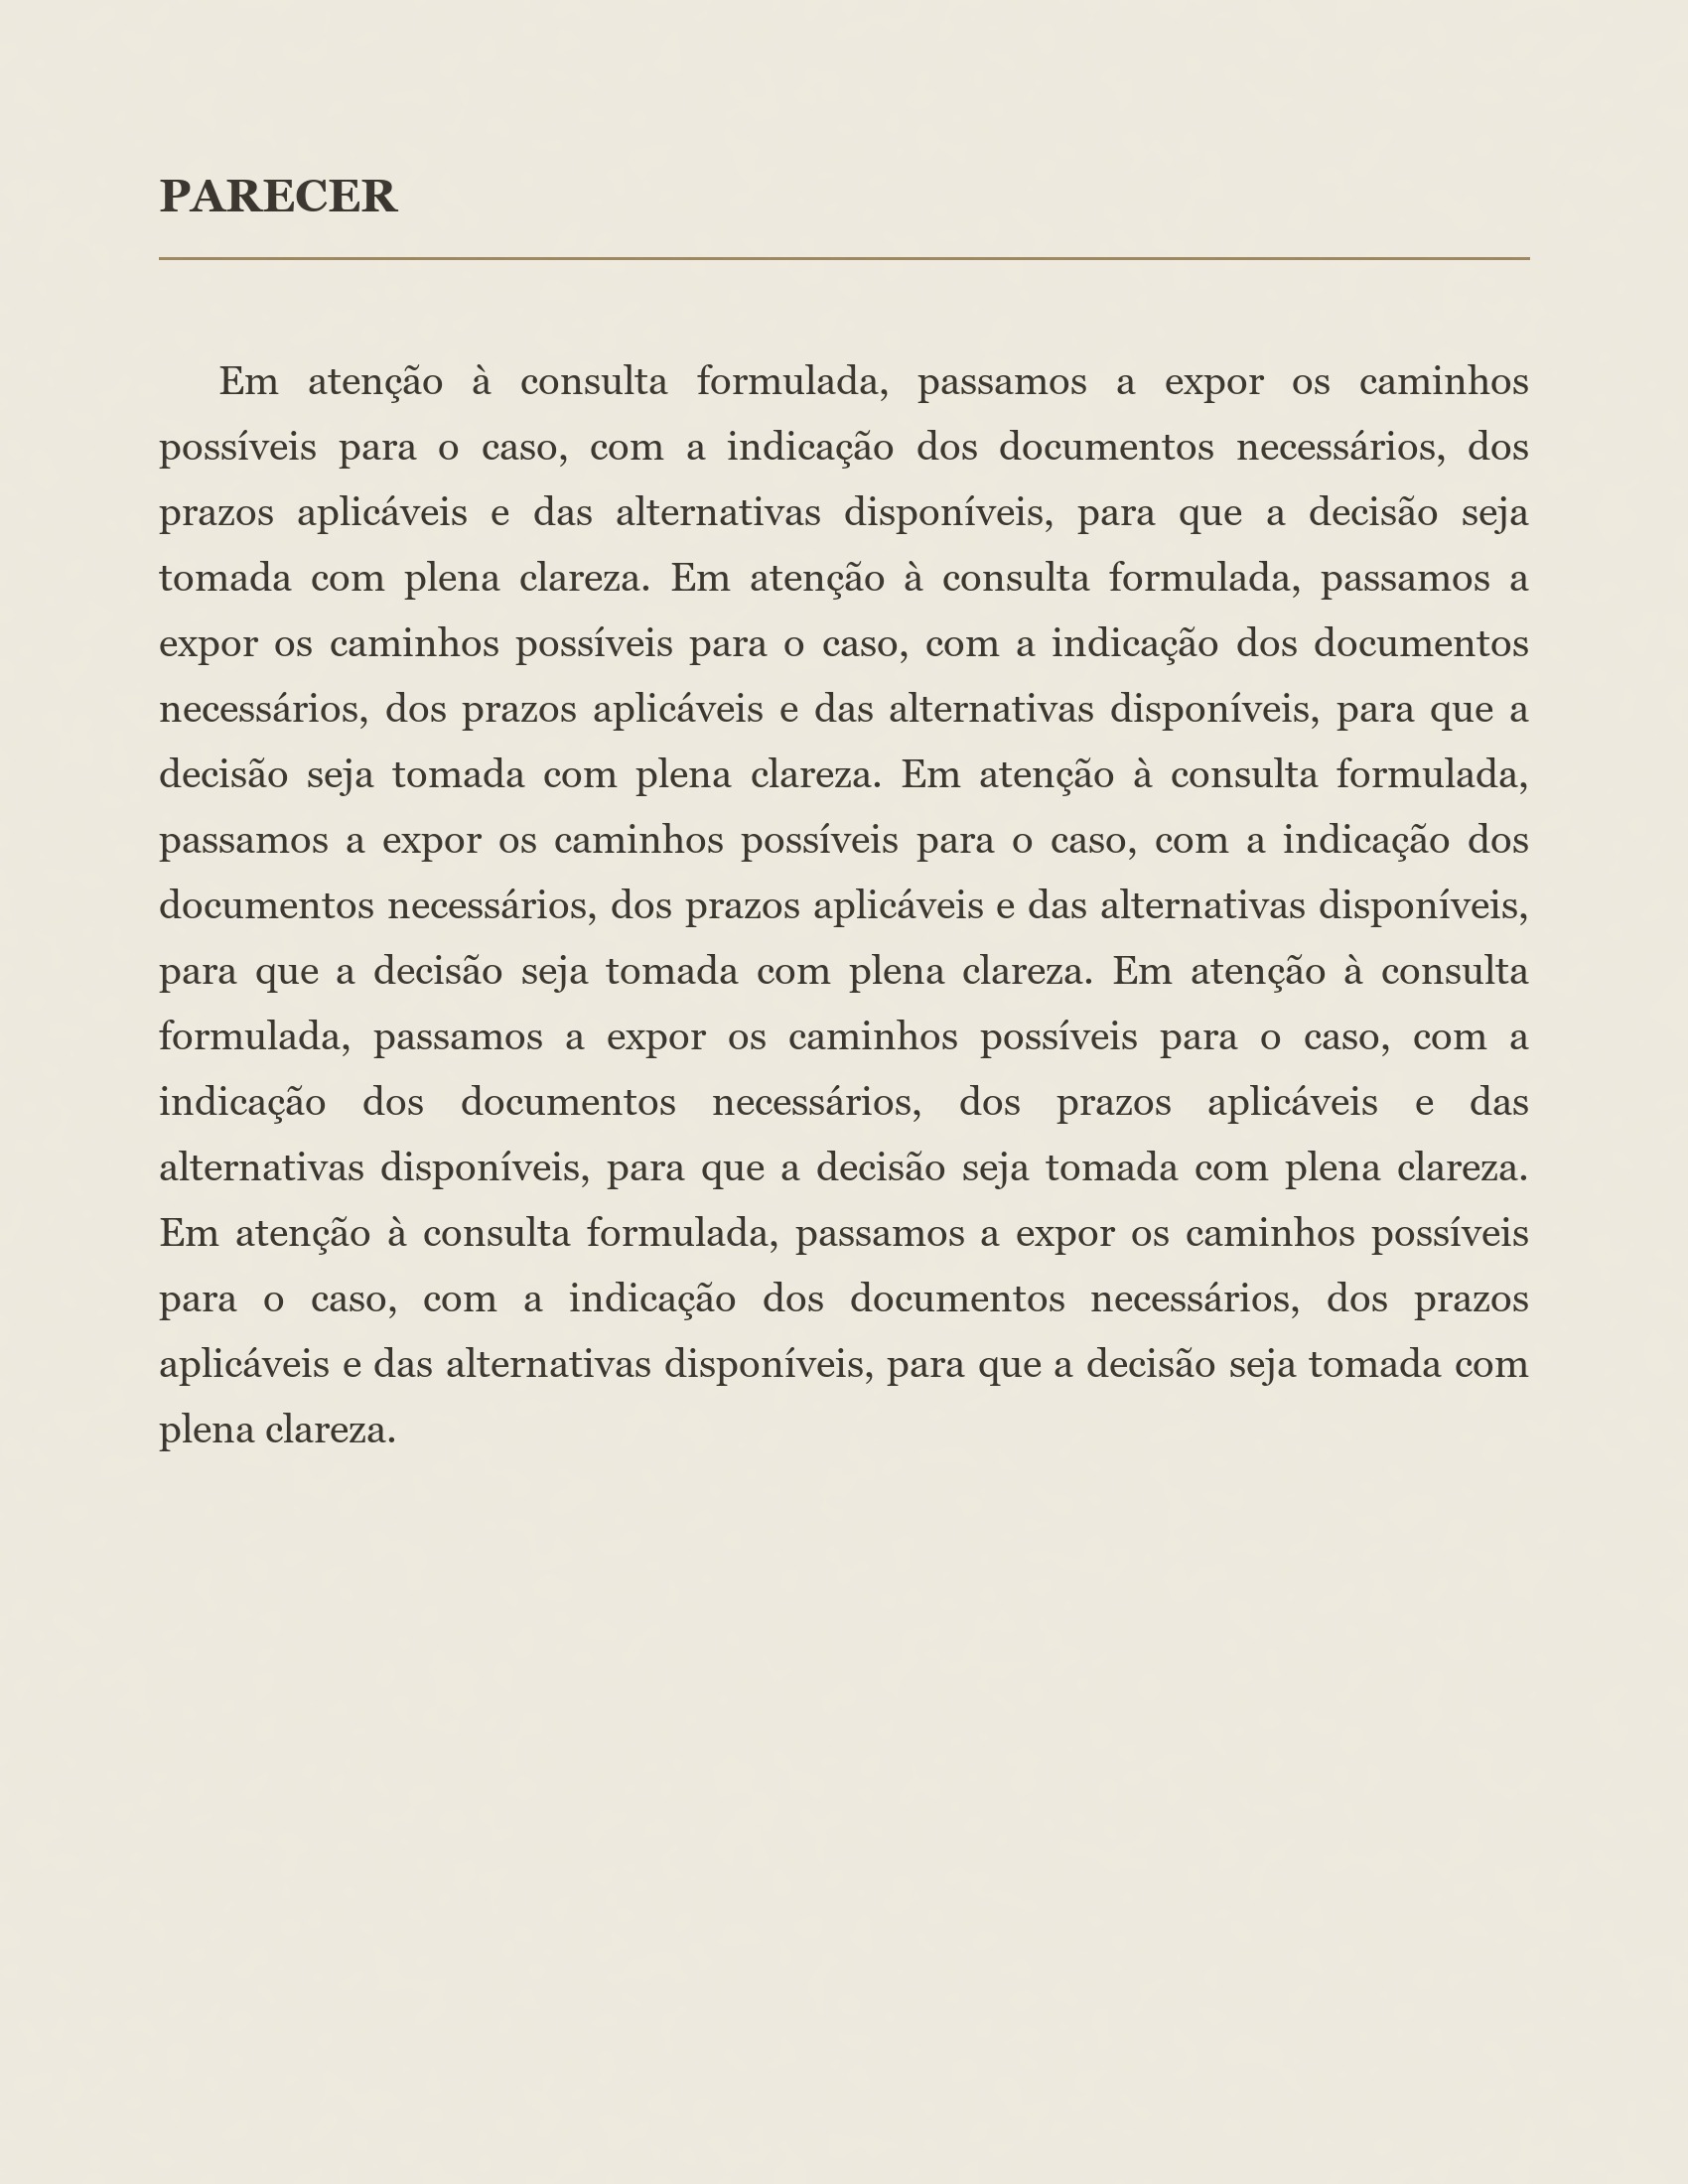 PARECER
Em atenção à consulta formulada, passamos a expor os caminhos
possíveis para o caso, com a indicação dos documentos necessários, dos
prazos aplicáveis e das alternativas disponíveis, para que a decisão seja
tomada com plena clareza. Em atenção à consulta formulada, passamos a
expor os caminhos possíveis para o caso, com a indicação dos documentos
necessários, dos prazos aplicáveis e das alternativas disponíveis, para que a
decisão seja tomada com plena clareza. Em atenção à consulta formulada,
passamos a expor os caminhos possíveis para o caso, com a indicação dos
documentos necessários, dos prazos aplicáveis e das alternativas disponíveis,
para que a decisão seja tomada com plena clareza. Em atenção à consulta
formulada, passamos a expor os caminhos possíveis para o caso, com a
indicação dos documentos necessários, dos prazos aplicáveis e das
alternativas disponíveis, para que a decisão seja tomada com plena clareza.
Em atenção à consulta formulada, passamos a expor os caminhos possíveis
para o caso, com a indicação dos documentos necessários, dos prazos
aplicáveis e das alternativas disponíveis, para que a decisão seja tomada com
plena clareza.